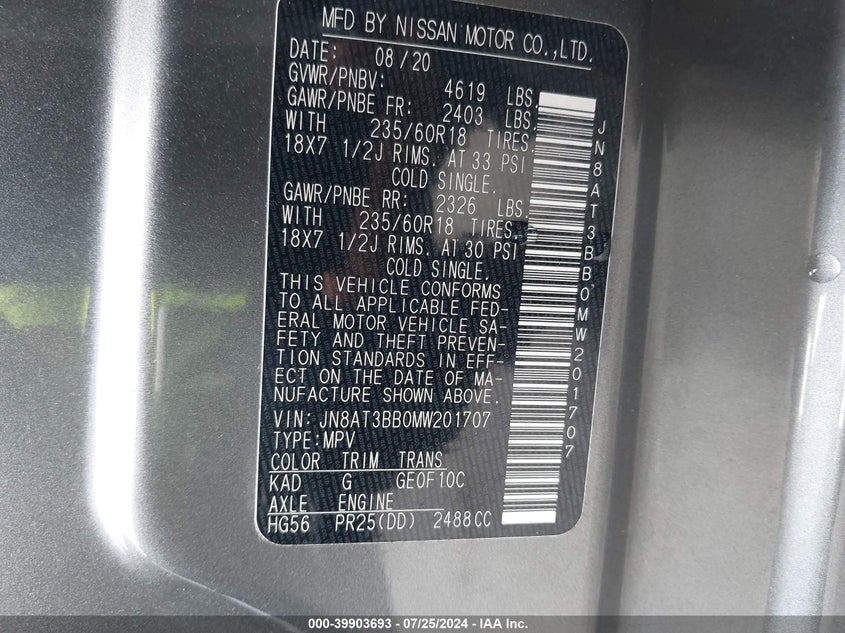 MFD BY NISSAN MOTOR CO.,LTD.
DATE: 08/20
GVWR/PNBV: 4619 LBS.
GAWR/PNBE FR: 2403 LBS.
WITH 235/60R18 TIRES.
18X7 1/2J RIMS. AT 33 PSI
COLD SINGLE.
GAWR/PNBE RR: 2326 LBS.
WITH 235/60R18 TIRES.
18X7 1/2J RIMS. AT 30 PSI
COLD SINGLE.
THIS VEHICLE CONFORMS
TO ALL APPLICABLE FED-
ERAL MOTOR VEHICLE SA-
FETY AND THEFT PREVEN-
TION STANDARDS IN EFF-
ECT ON THE DATE OF MA-
NUFACTURE SHOWN ABOVE.
VIN: JN8AT3BB0MW201707
TYPE:MPV
COLOR TRIM TRANS
KAD G GE0F10C
AXLE ENGINE
HG56 PR25(DD) 2488CC
JN8AT3BB0MW201707
000-39903693 - 07/25/2024 - IAA Inc.